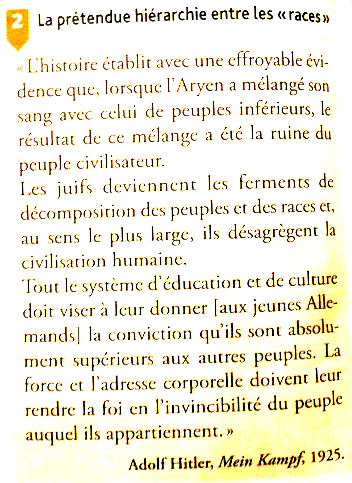 2 La prétendue hiérarchie entre les «races»
« L'histoire établit avec une effroyable évi-
dence que, lorsque l'Aryen a mélangé son
sang avec celui de peuples inférieurs, le
résultat de ce mélange a été la ruine du
peuple civilisateur.
Les juifs deviennent les ferments de
décomposition des peuples et des races et,
au sens le plus large, ils désagrègent la
civilisation humaine.
Tout le système d'éducation et de culture
doit viser à leur donner [aux jeunes Alle-
mands] la conviction qu'ils sont absolu-
ment supérieurs aux autres peuples. La
force et l'adresse corporelle doivent leur
rendre la foi en l'invincibilité du peuple
auquel ils appartiennent. »
Adolf Hitler, Mein Kampf, 1925.